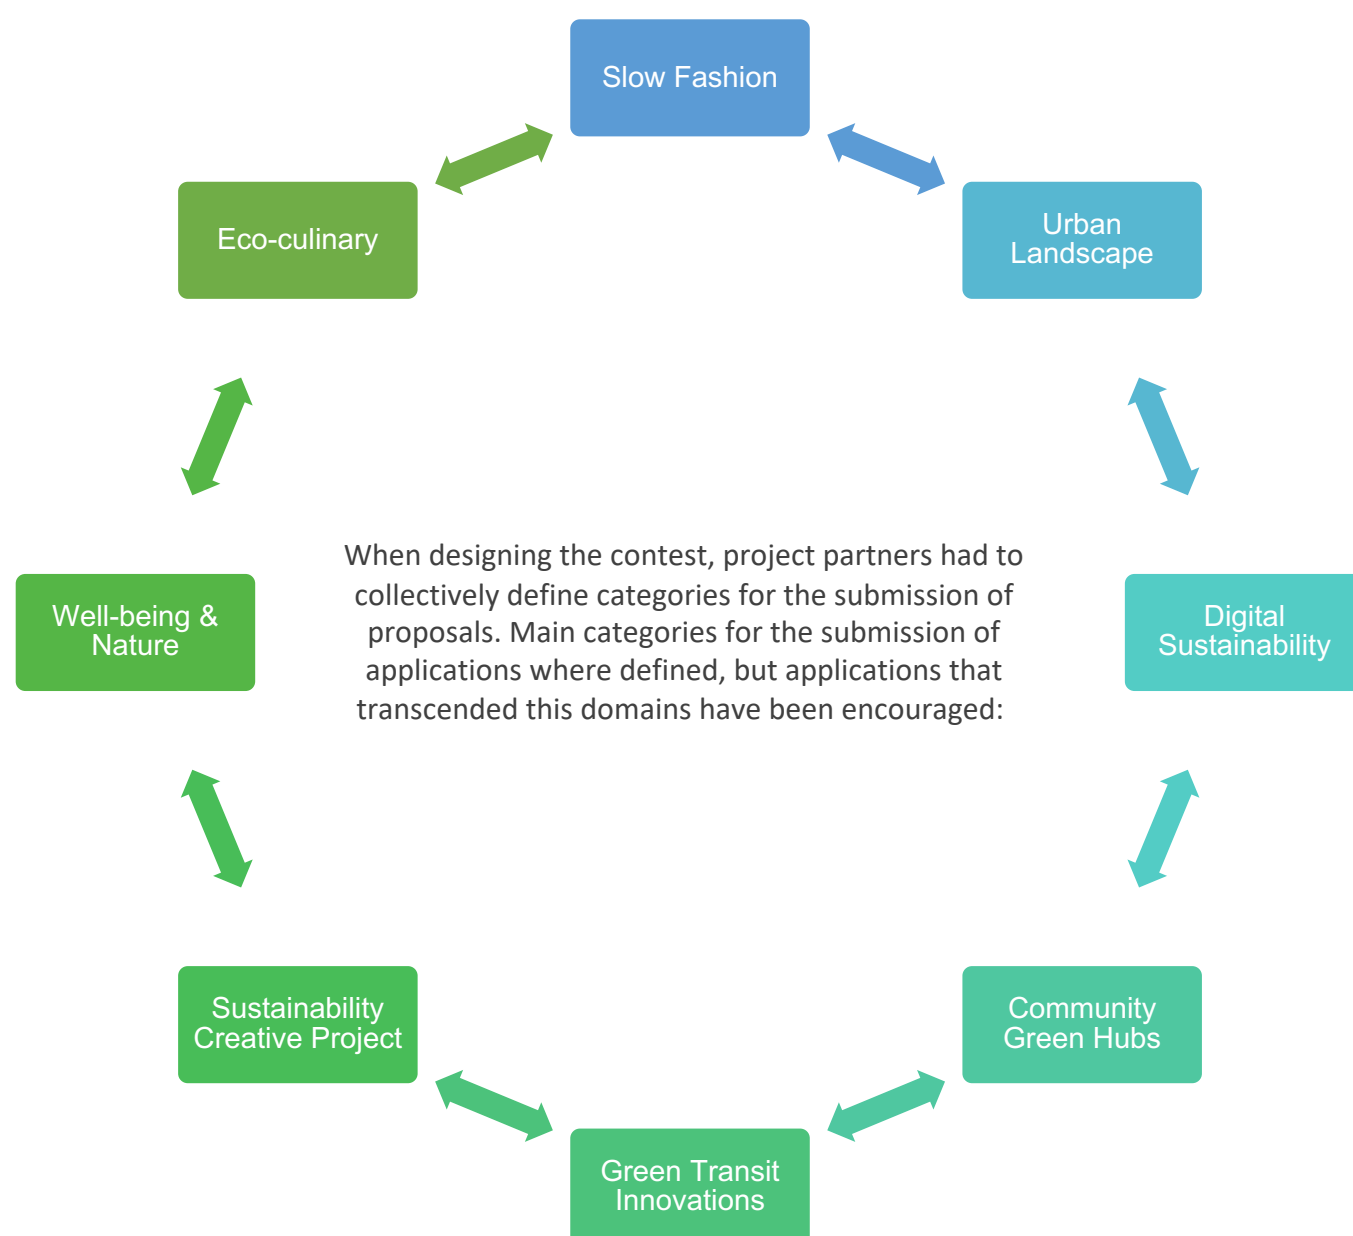 Slow Fashion
Urban
Landscape
Digital
Sustainability
Community
Green Hubs
Green Transit
Innovations
Sustainability
Creative Project
Well-being &
Nature
Eco-culinary
When designing the contest, project partners had to
collectively define categories for the submission of
proposals. Main categories for the submission of
applications where defined, but applications that
transcended this domains have been encouraged: